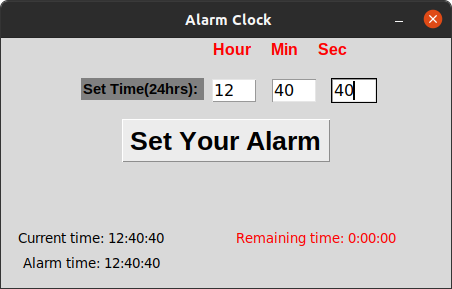 Alarm Clock
Hour Min Sec
Set Time(24hrs): 12 40 40
Set Your Alarm
Current time: 12:40:40 Remaining time: 0:00:00
Alarm time: 12:40:40